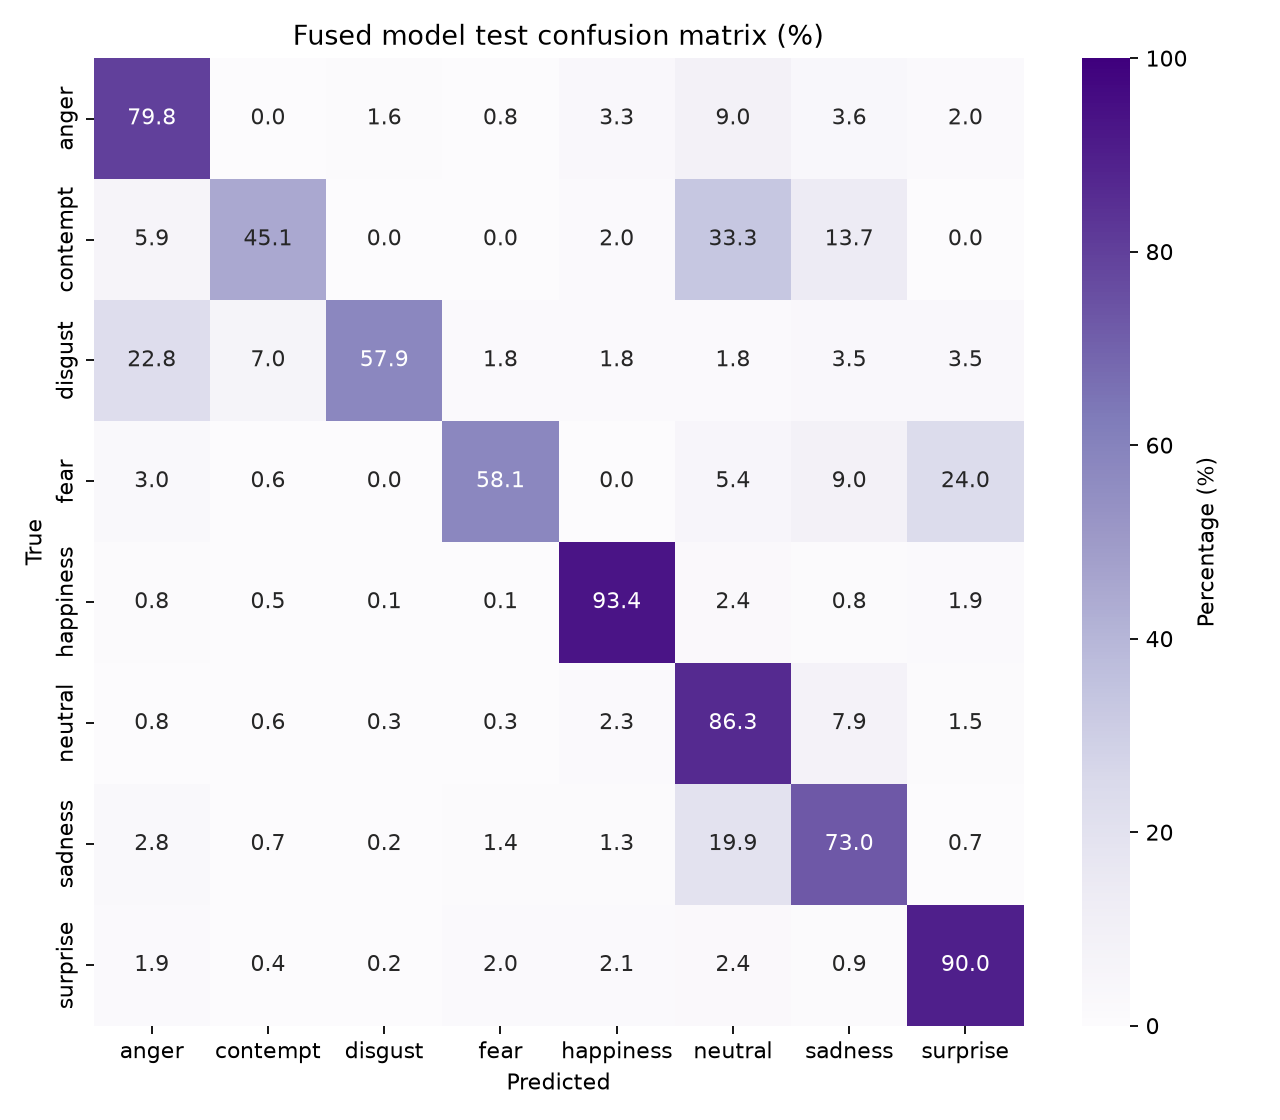 Fused model test confusion matrix (%)
anger 79.8 0.0 1.6 0.8 3.3 9.0 3.6 2.0
contempt 5.9 45.1 0.0 0.0 2.0 33.3 13.7 0.0
disgust 22.8 7.0 57.9 1.8 1.8 1.8 3.5 3.5
fear 3.0 0.6 0.0 58.1 0.0 5.4 9.0 24.0
happiness 0.8 0.5 0.1 0.1 93.4 2.4 0.8 1.9
neutral 0.8 0.6 0.3 0.3 2.3 86.3 7.9 1.5
sadness 2.8 0.7 0.2 1.4 1.3 19.9 73.0 0.7
surprise 1.9 0.4 0.2 2.0 2.1 2.4 0.9 90.0
anger contempt disgust fear happiness neutral sadness surprise
Predicted
True
100
80
60
40
20
0
Percentage (%)